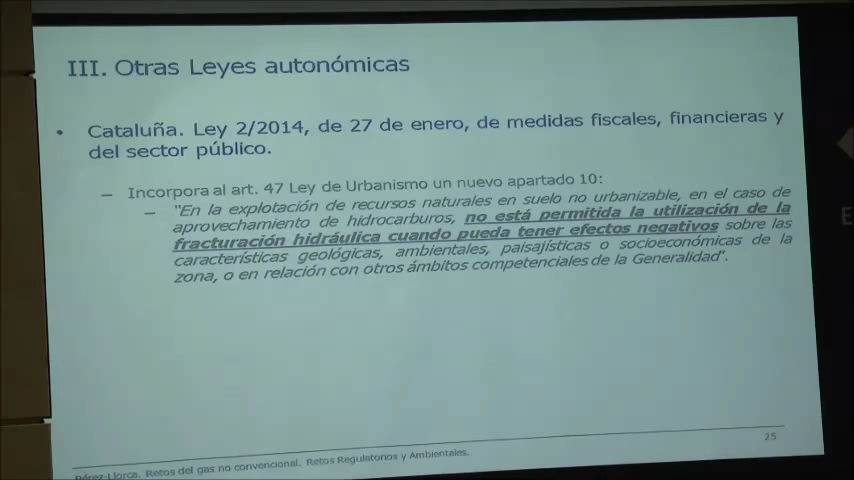 III. Otras Leyes autonómicas
• Cataluña. Ley 2/2014, de 27 de enero, de medidas fiscales, financieras y
del sector público.
– Incorpora al art. 47 Ley de Urbanismo un nuevo apartado 10:
– "En la explotación de recursos naturales en suelo no urbanizable, en el caso de
aprovechamiento de hidrocarburos, no está permitida la utilización de la
fracturación hidráulica cuando pueda tener efectos negativos sobre las
características geológicas, ambientales, paisajísticas o socioeconómicas de la
zona, o en relación con otros ámbitos competenciales de la Generalidad".
25
Pérez-Llorca. Retos del gas no convencional. Retos Regulatorios y Ambientales.
E